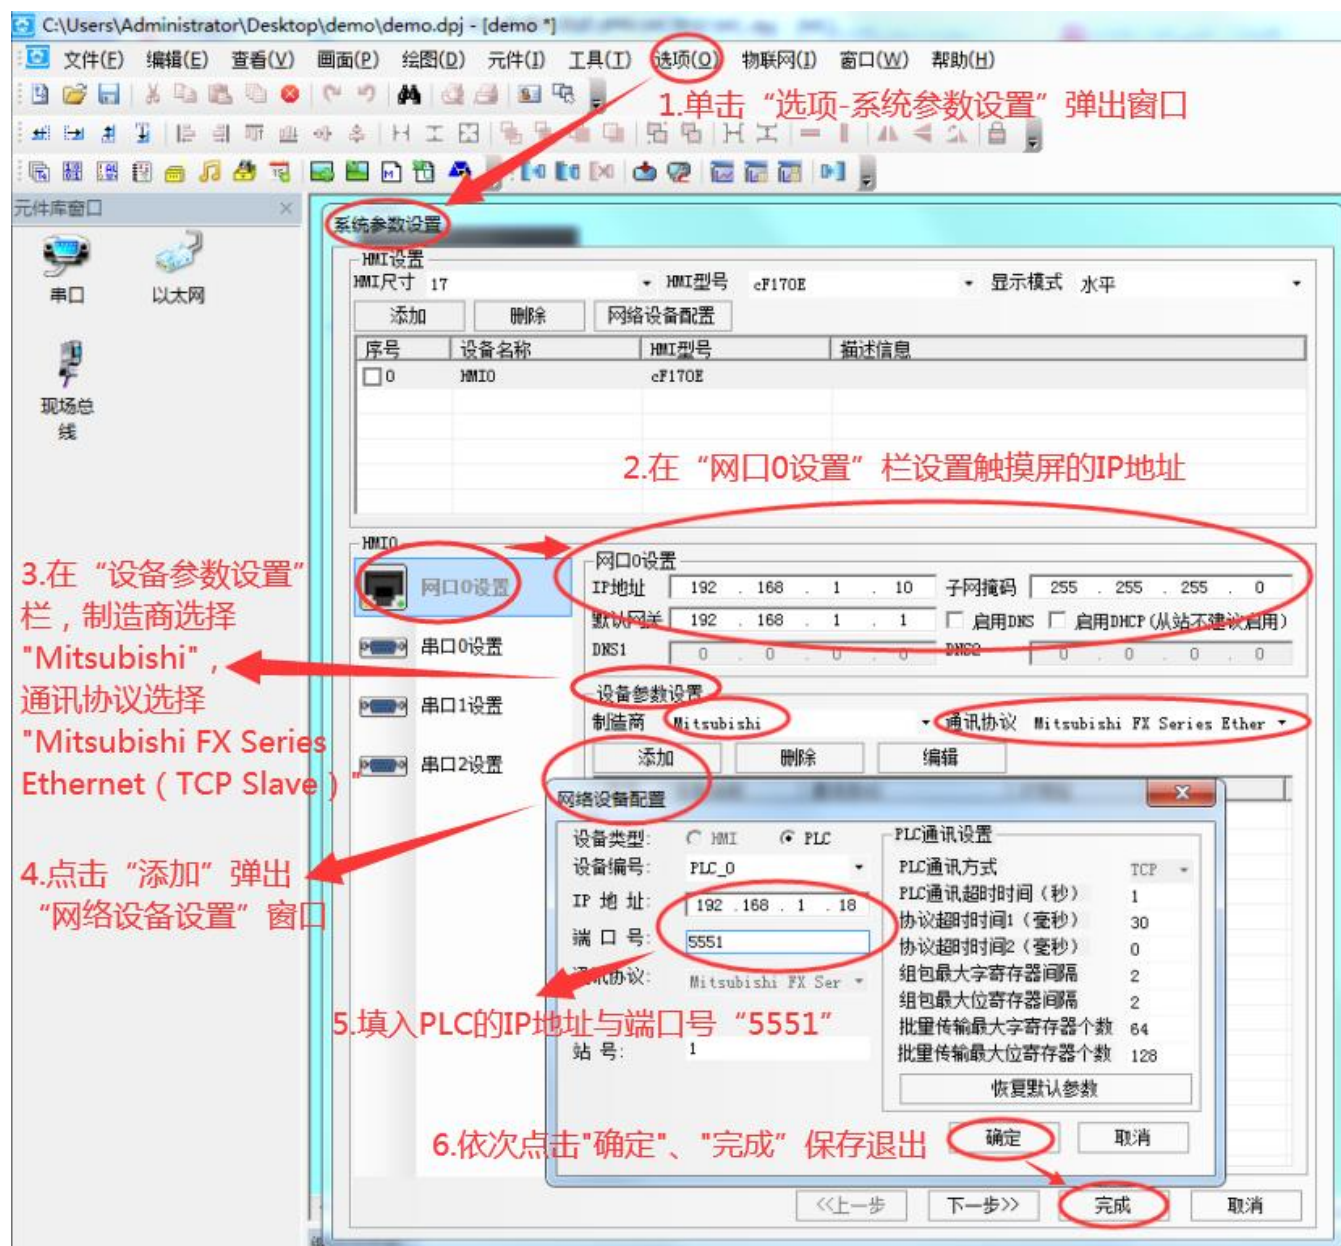 C:\Users\Administrator\Desktop\demo\demo.dpj - [demo *]
文件(F) 编辑(E) 查看(V) 画面(P) 绘图(D) 元件(I) 工具(T) 选项(O) 物联网(I) 窗口(W) 帮助(H)
1.单击“选项-系统参数设置”弹出窗口
元件库窗口
串口 以太网
现场总
线
系统参数设置
HMI设置
HMI尺寸 17 HMI型号 cF170E 显示模式 水平
添加 删除 网络设备配置
序号 设备名称 HMI型号 描述信息
0 HMI0 cF170E
2.在“网口0设置”栏设置触摸屏的IP地址
HMI0
网口0设置
串口0设置
串口1设置
串口2设置
网口0设置
IP地址 192 . 168 . 1 . 10 子网掩码 255 . 255 . 255 . 0
默认网关 192 . 168 . 1 . 1 启用DNS 启用DHCP(从站不建议启用)
DNS1 0 . 0 . 0 . 0 DNS2 0 . 0 . 0 . 0
3.在“设备参数设置”
栏，制造商选择
"Mitsubishi"，
通讯协议选择
"Mitsubishi FX Series
Ethernet（TCP Slave）"
设备参数设置
制造商 Mitsubishi 通讯协议 Mitsubishi FX Series Ether
添加 删除 编辑
4.点击“添加”弹出
“网络设备设置”窗口
网络设备配置
设备类型: HMI PLC
设备编号: PLC_0
IP 地 址: 192 .168 . 1 . 18
端 口 号: 5551
通讯协议: Mitsubishi FX Ser
5.填入PLC的IP地址与端口号“5551”
站 号: 1
PLC通讯设置
PLC通讯方式 TCP
PLC通讯超时时间（秒） 1
协议超时时间1（毫秒） 30
协议超时时间2（毫秒） 0
组包最大字寄存器间隔 2
组包最大位寄存器间隔 2
批里传输最大字寄存器个数 64
批里传输最大位寄存器个数 128
恢复默认参数
6.依次点击"确定"、"完成”保存退出
确定 取消
<<上一步 下一步>> 完成 取消